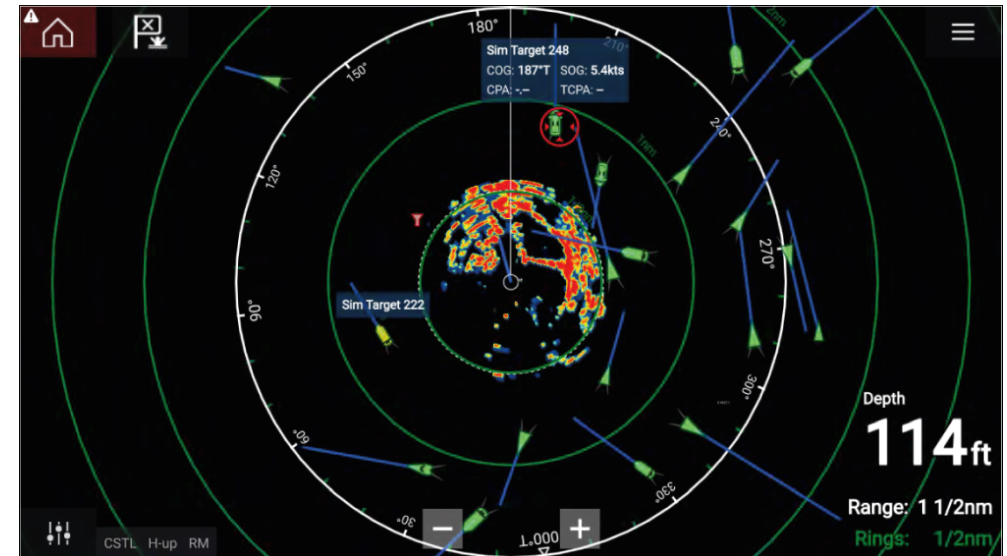 180°
210°
2nm
Sim Target 248
COG: 187°T SOG: 5.4kts
CPA: -.– TCPA: –
150°
240°
1nm
120°
270°
Sim Target 222
90°
300°
Depth
114 ft
60°
330°
Range: 1 1/2nm
30°
000°T
Rings: 1/2nm
CSTL H-up RM